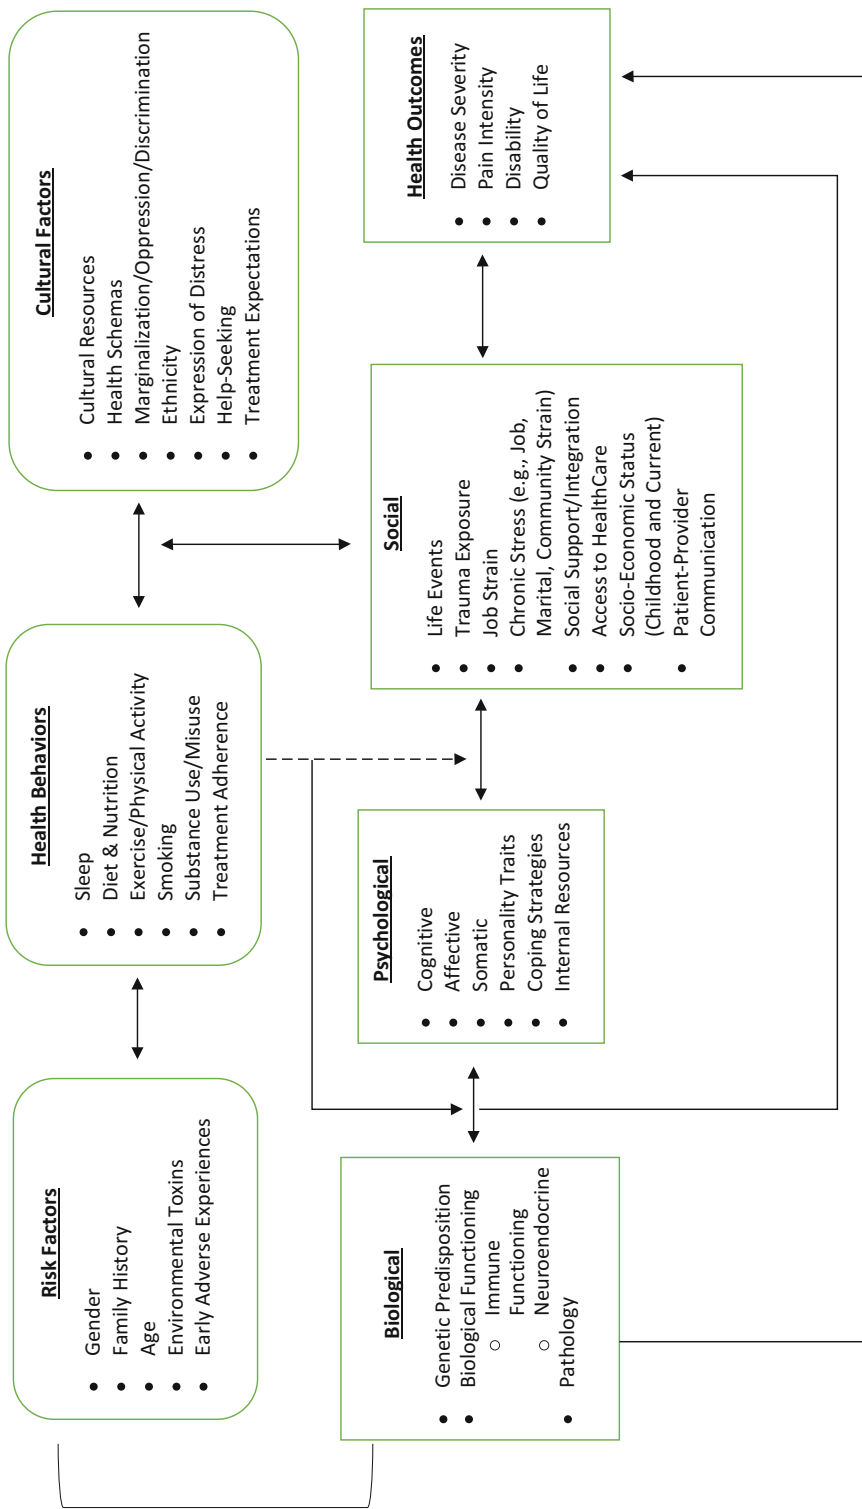 Risk Factors
Gender
Family History
Age
Environmental Toxins
Early Adverse Experiences
Health Behaviors
Sleep
Diet & Nutrition
Exercise/Physical Activity
Smoking
Substance Use/Misuse
Treatment Adherence
Cultural Factors
Cultural Resources
Health Schemas
Marginalization/Oppression/Discrimination
Ethnicity
Expression of Distress
Help-Seeking
Treatment Expectations
Biological
Genetic Predisposition
Biological Functioning
Immune
Functioning
Neuroendocrine
Pathology
Psychological
Cognitive
Affective
Somatic
Personality Traits
Coping Strategies
Internal Resources
Social
Life Events
Trauma Exposure
Job Strain
Chronic Stress (e.g., Job,
Marital, Community Strain)
Social Support/Integration
Access to HealthCare
Socio-Economic Status
(Childhood and Current)
Patient-Provider
Communication
Health Outcomes
Disease Severity
Pain Intensity
Disability
Quality of Life